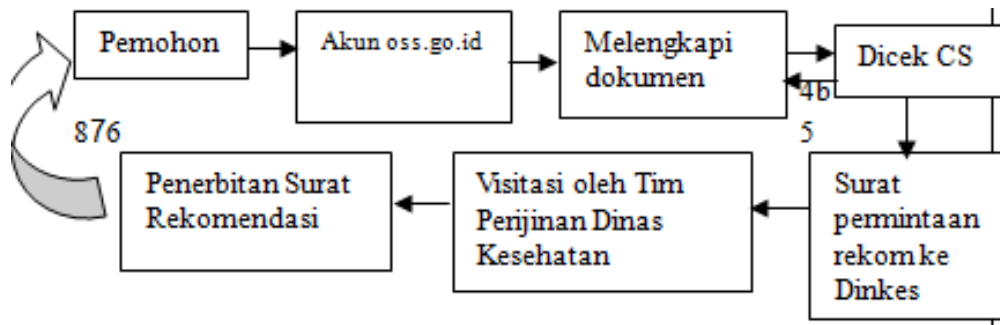 Pemohon
Akun oss.go.id
Melengkapi
dokumen
Dicek CS
4b
876
5
Penerbitan Surat
Rekomendasi
Visitasi oleh Tim
Perijinan Dinas
Kesehatan
Surat
permintaan
rekom ke
Dinkes